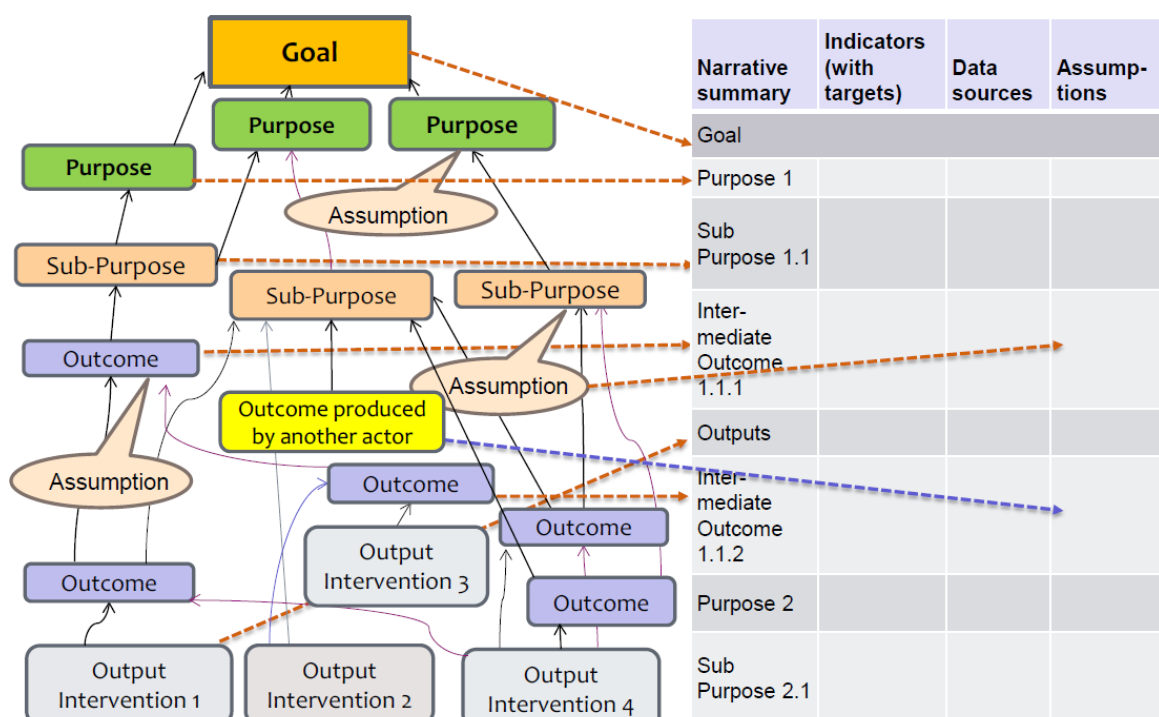 Goal
Purpose
Purpose
Purpose
Assumption
Sub-Purpose
Sub-Purpose
Sub-Purpose
Outcome
Assumption
Outcome produced
by another actor
Assumption
Outcome
Outcome
Output
Intervention 3
Outcome
Outcome
Output
Intervention 1
Output
Intervention 2
Output
Intervention 4
Narrative
summary
Indicators
(with
targets)
Data
sources
Assump-
tions
Goal
Purpose 1
Sub
Purpose 1.1
Inter-
mediate
Outcome
1.1.1
Outputs
Inter-
mediate
Outcome
1.1.2
Purpose 2
Sub
Purpose 2.1